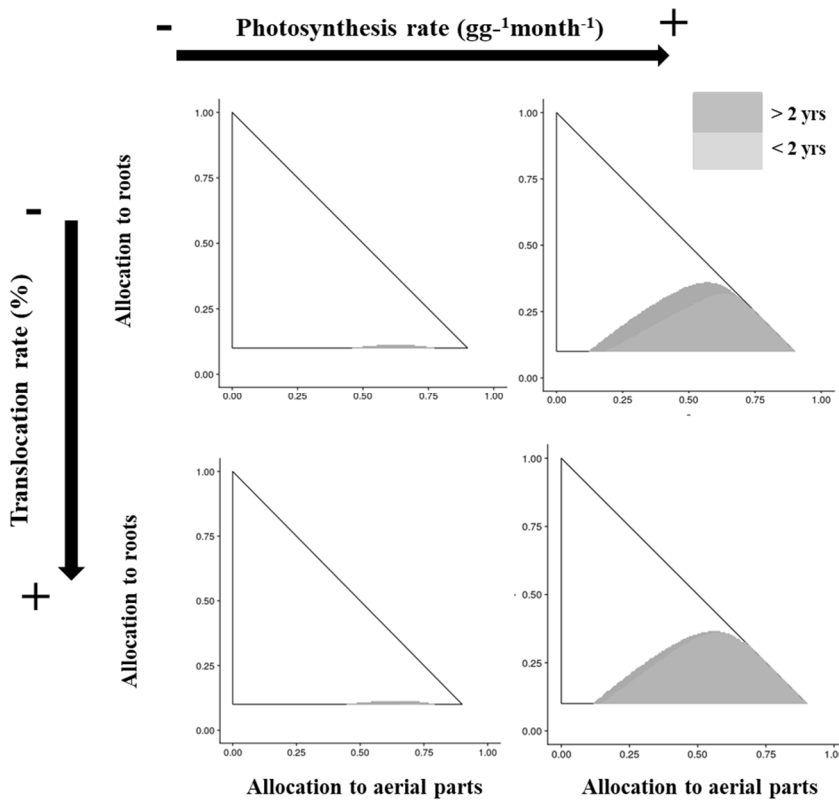 - Photosynthesis rate (gg-¹month-¹) +
> 2 yrs
< 2 yrs
-
Translocation rate (%)
+
Allocation to roots
1.00
0.75
0.50
0.25
0.00
0.00 0.25 0.50 0.75 1.00
1.00
0.75
0.50
0.25
0.00
0.00 0.25 0.50 0.75 1.00
Allocation to roots
1.00
0.75
0.50
0.25
0.00
0.00 0.25 0.50 0.75 1.00
Allocation to aerial parts
1.00
0.75
0.50
0.25
0.00
0.00 0.25 0.50 0.75 1.00
Allocation to aerial parts